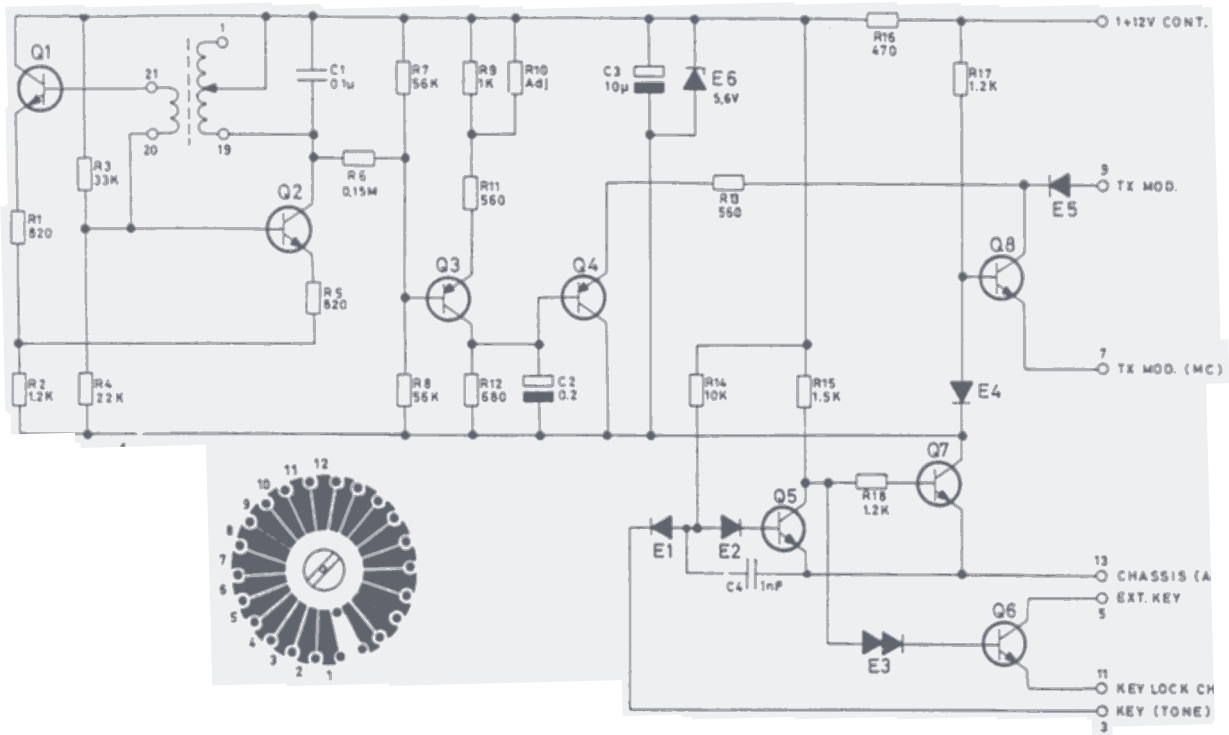 1+12V CONT.
R16
470
Q1
1
21
C1
0.1µ
R7
56K
R9
1K
R10
Adj
C3
10µ
E6
5,6V
R17
1.2K
20
19
R3
33K
R6
0,15M
9
TX MOD.
Q2
R11
560
R13
560
E5
R1
820
Q3
Q4
Q8
R5
820
7
TX MOD. (MC)
R2
1.2K
R4
22K
R8
56K
R12
680
C2
0.2
R14
10K
R15
1.5K
E4
Q7
12
11
10
9
8
7
6
5
4
3
2
1
Q5
R18
1.2K
E1
E2
C4
1nF
13
CHASSIS (A
EXT. KEY
5
Q6
E3
11
KEY LOCK CH
KEY (TONE)
3